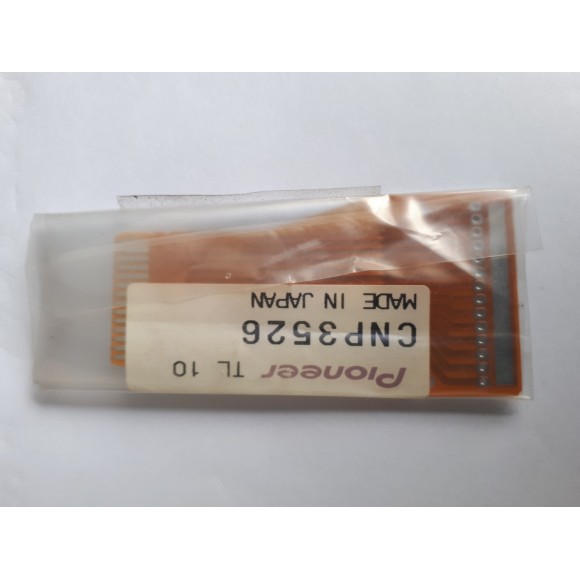 Pioneer TL 10
CNP3526
MADE IN JAPAN